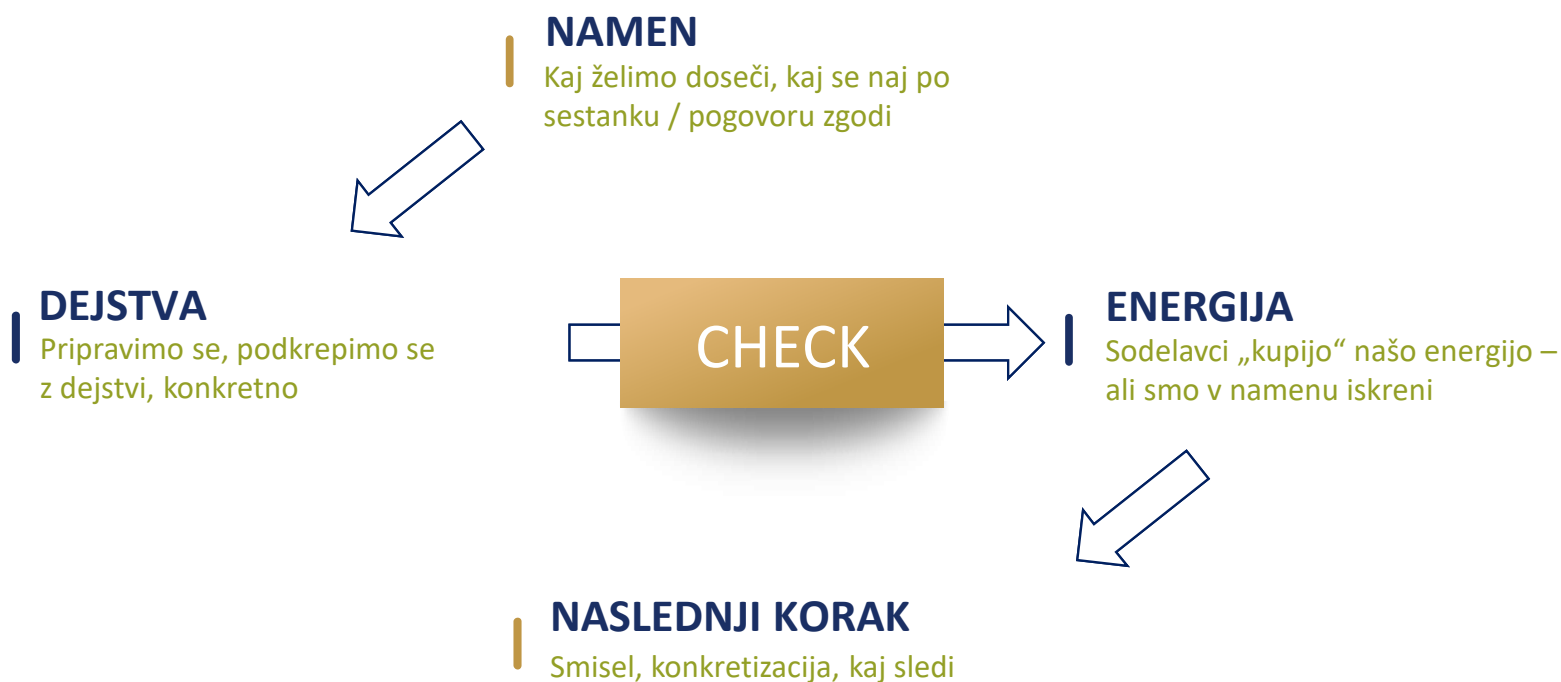 NAMEN
Kaj želimo doseči, kaj se naj po
sestanku / pogovoru zgodi
DEJSTVA
Pripravimo se, podkrepimo se
z dejstvi, konkretno
CHECK
ENERGIJA
Sodelavci „kupijo“ našo energijo –
ali smo v namenu iskreni
NASLEDNJI KORAK
Smisel, konkretizacija, kaj sledi